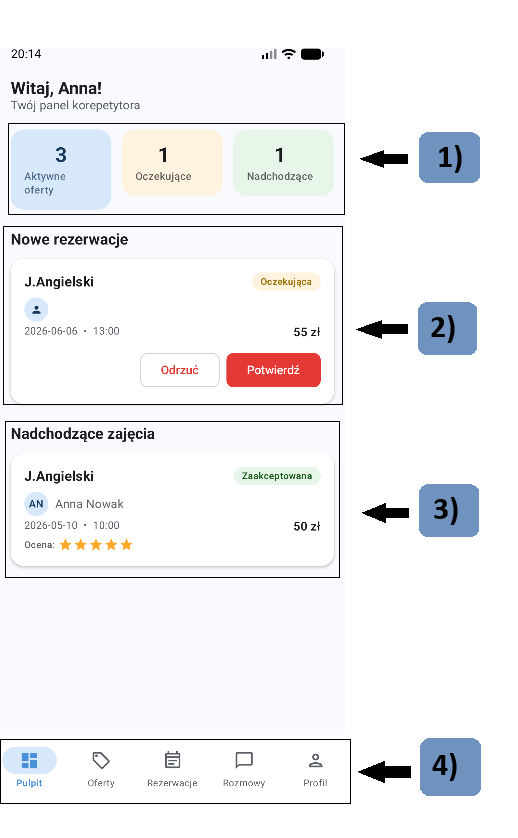 20:14
Witaj, Anna!
Twój panel korepetytora
3
Aktywne
oferty
1
Oczekujące
1
Nadchodzące
1)
Nowe rezerwacje
J.Angielski
Oczekująca
2026-06-06 • 13:00
55 zł
Odrzuć
Potwierdź
2)
Nadchodzące zajęcia
J.Angielski
Zaakceptowana
AN Anna Nowak
2026-05-10 • 10:00
50 zł
Ocena:
3)
Pulpit
Oferty
Rezerwacje
Rozmowy
Profil
4)